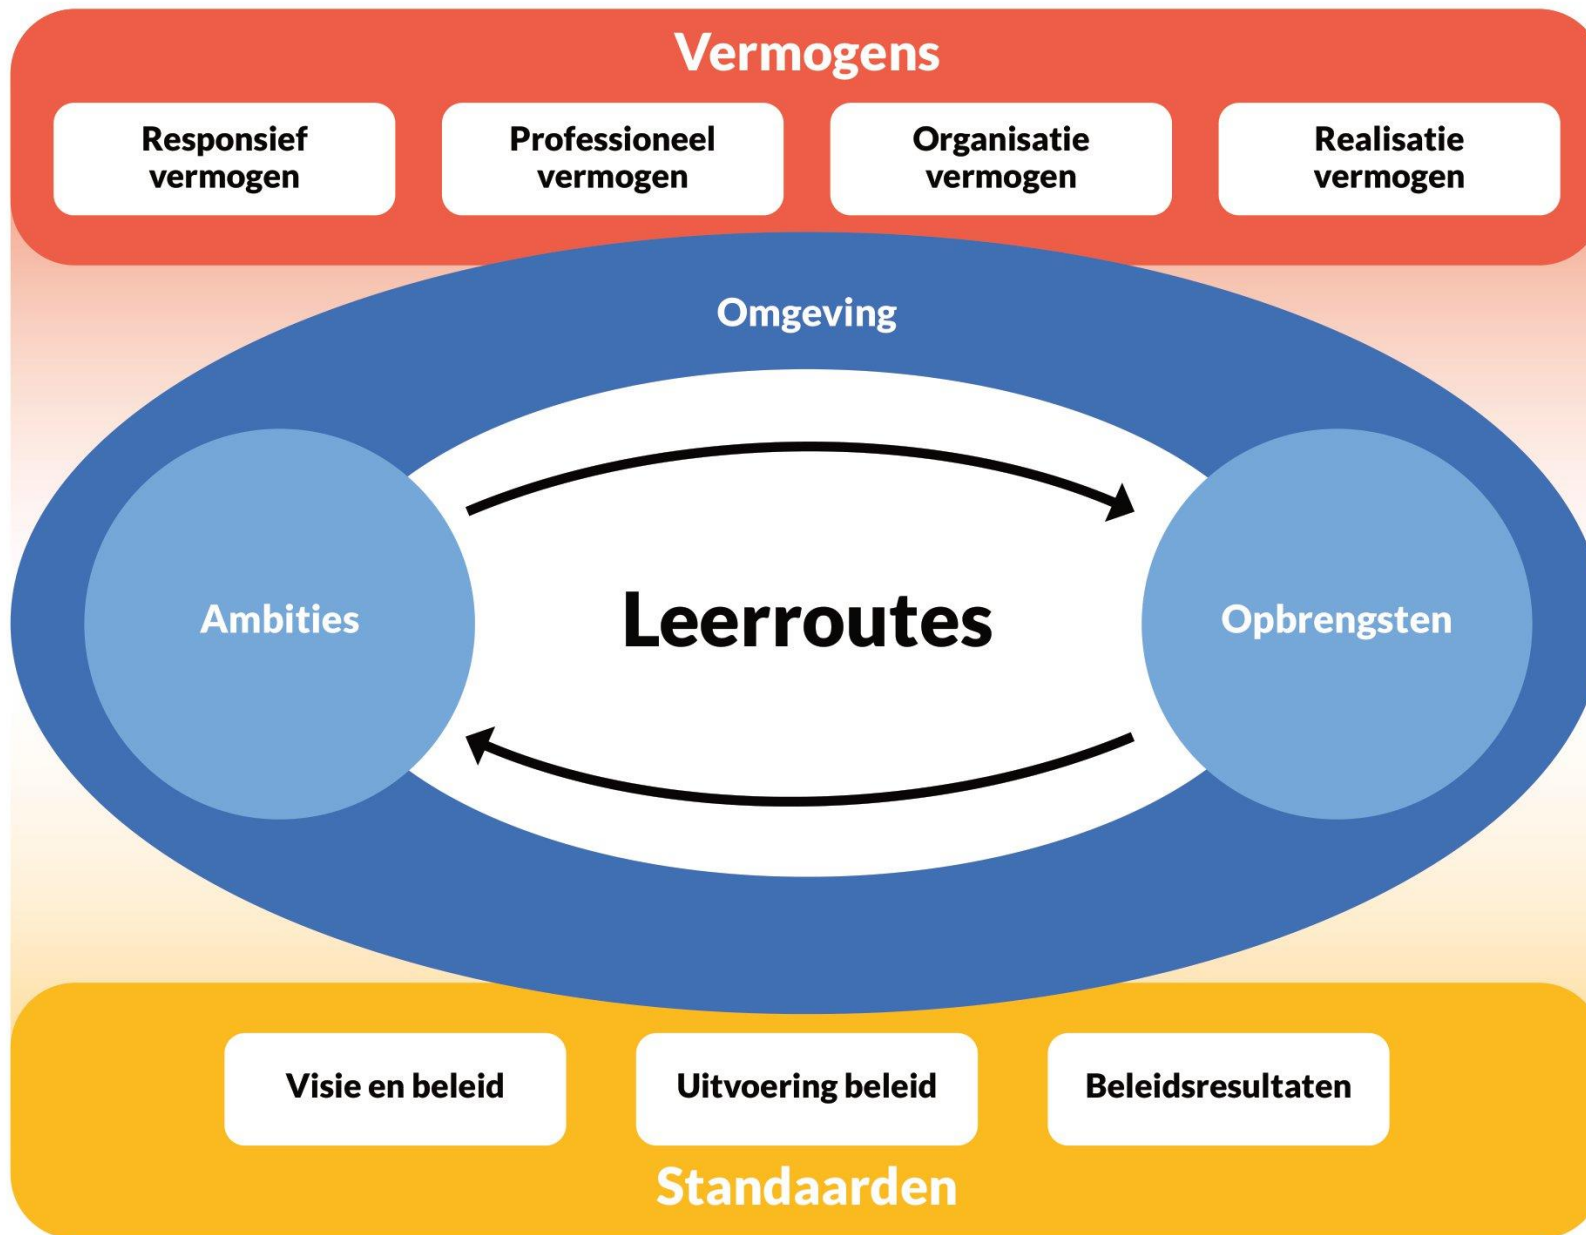 Vermogens
Responsief
vermogen
Professioneel
vermogen
Organisatie
vermogen
Realisatie
vermogen
Omgeving
Ambities
Leerroutes
Opbrengsten
Visie en beleid
Uitvoering beleid
Beleidsresultaten
Standaarden